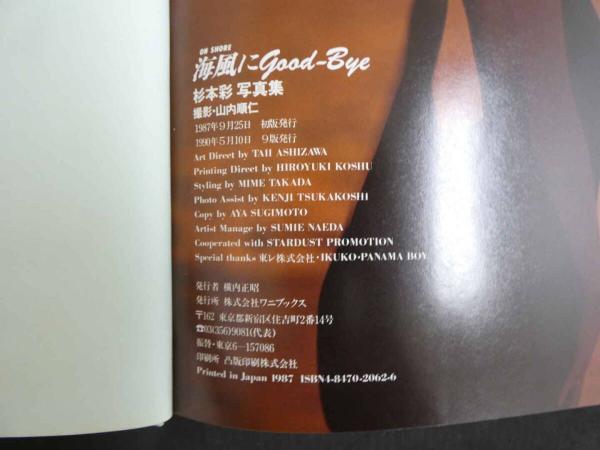 ON SHORE
海風にGood-Bye
杉本彩 写真集
撮影・山内順仁
1987年9月25日 初版発行
1990年5月10日 9版発行
Art Direct by TAII ASHIZAWA
Printing Direct by HIROYUKI KOSHU
Styling by MIME TAKADA
Photo Assist by KENJI TSUKAKOSHI
Copy by AYA SUGIMOTO
Artist Manage by SUMIE NAEDA
Cooperated with STARDUST PROMOTION
Special thanks 東レ株式会社・IKUKO・PANAMA BOY
発行者 横内正昭
発行所 株式会社ワニブックス
〒162 東京都新宿区住吉町2番14号
☎03(356)9081(代表)
振替・東京6—157086
印刷所 凸版印刷株式会社
Printed in Japan 1987 ISBN4-8470-2062-6